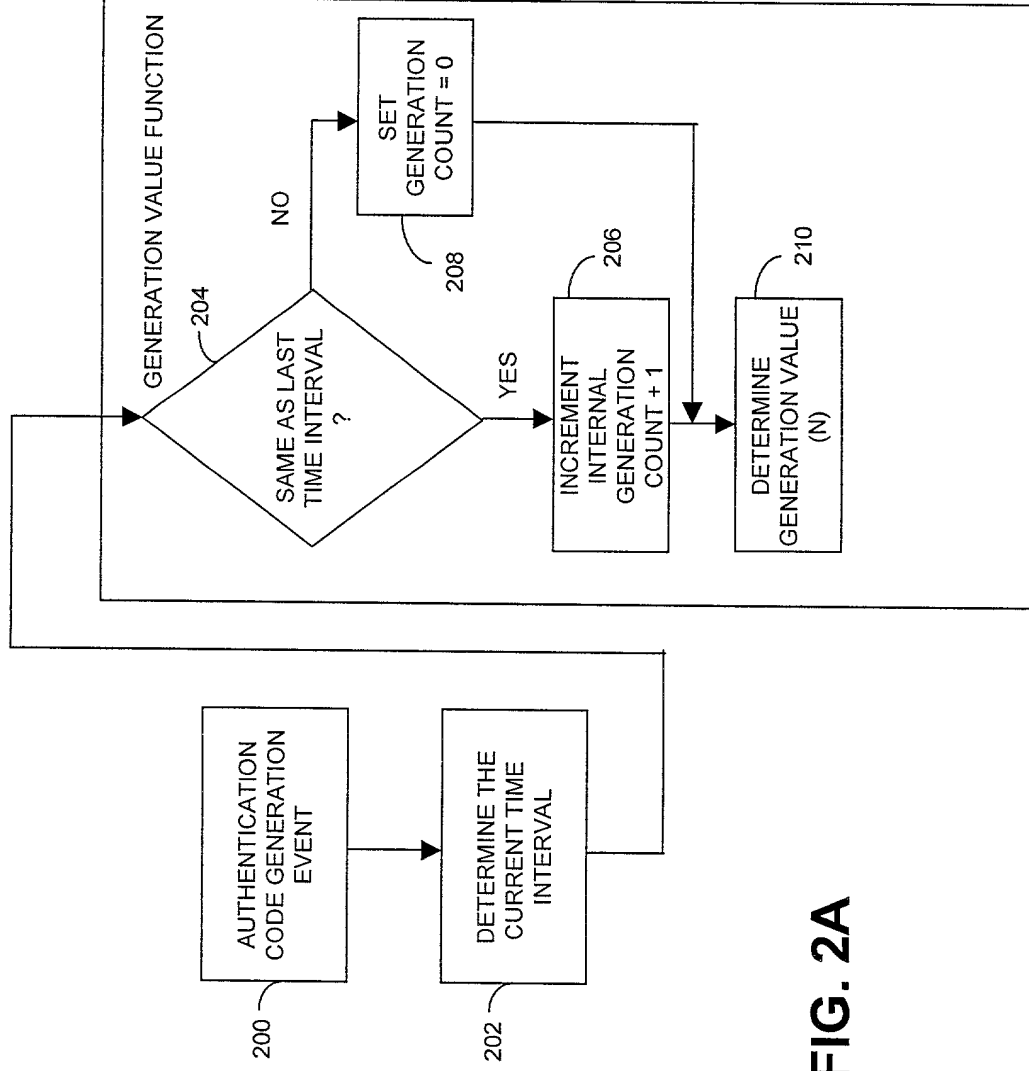 200
AUTHENTICATION
CODE GENERATION
EVENT
202
DETERMINE THE
CURRENT TIME
INTERVAL
GENERATION VALUE FUNCTION
204
SAME AS LAST
TIME INTERVAL
?
NO
YES
208
SET
GENERATION
COUNT = 0
206
INCREMENT
INTERNAL
GENERATION
COUNT + 1
210
DETERMINE
GENERATION VALUE
(N)
FIG. 2A